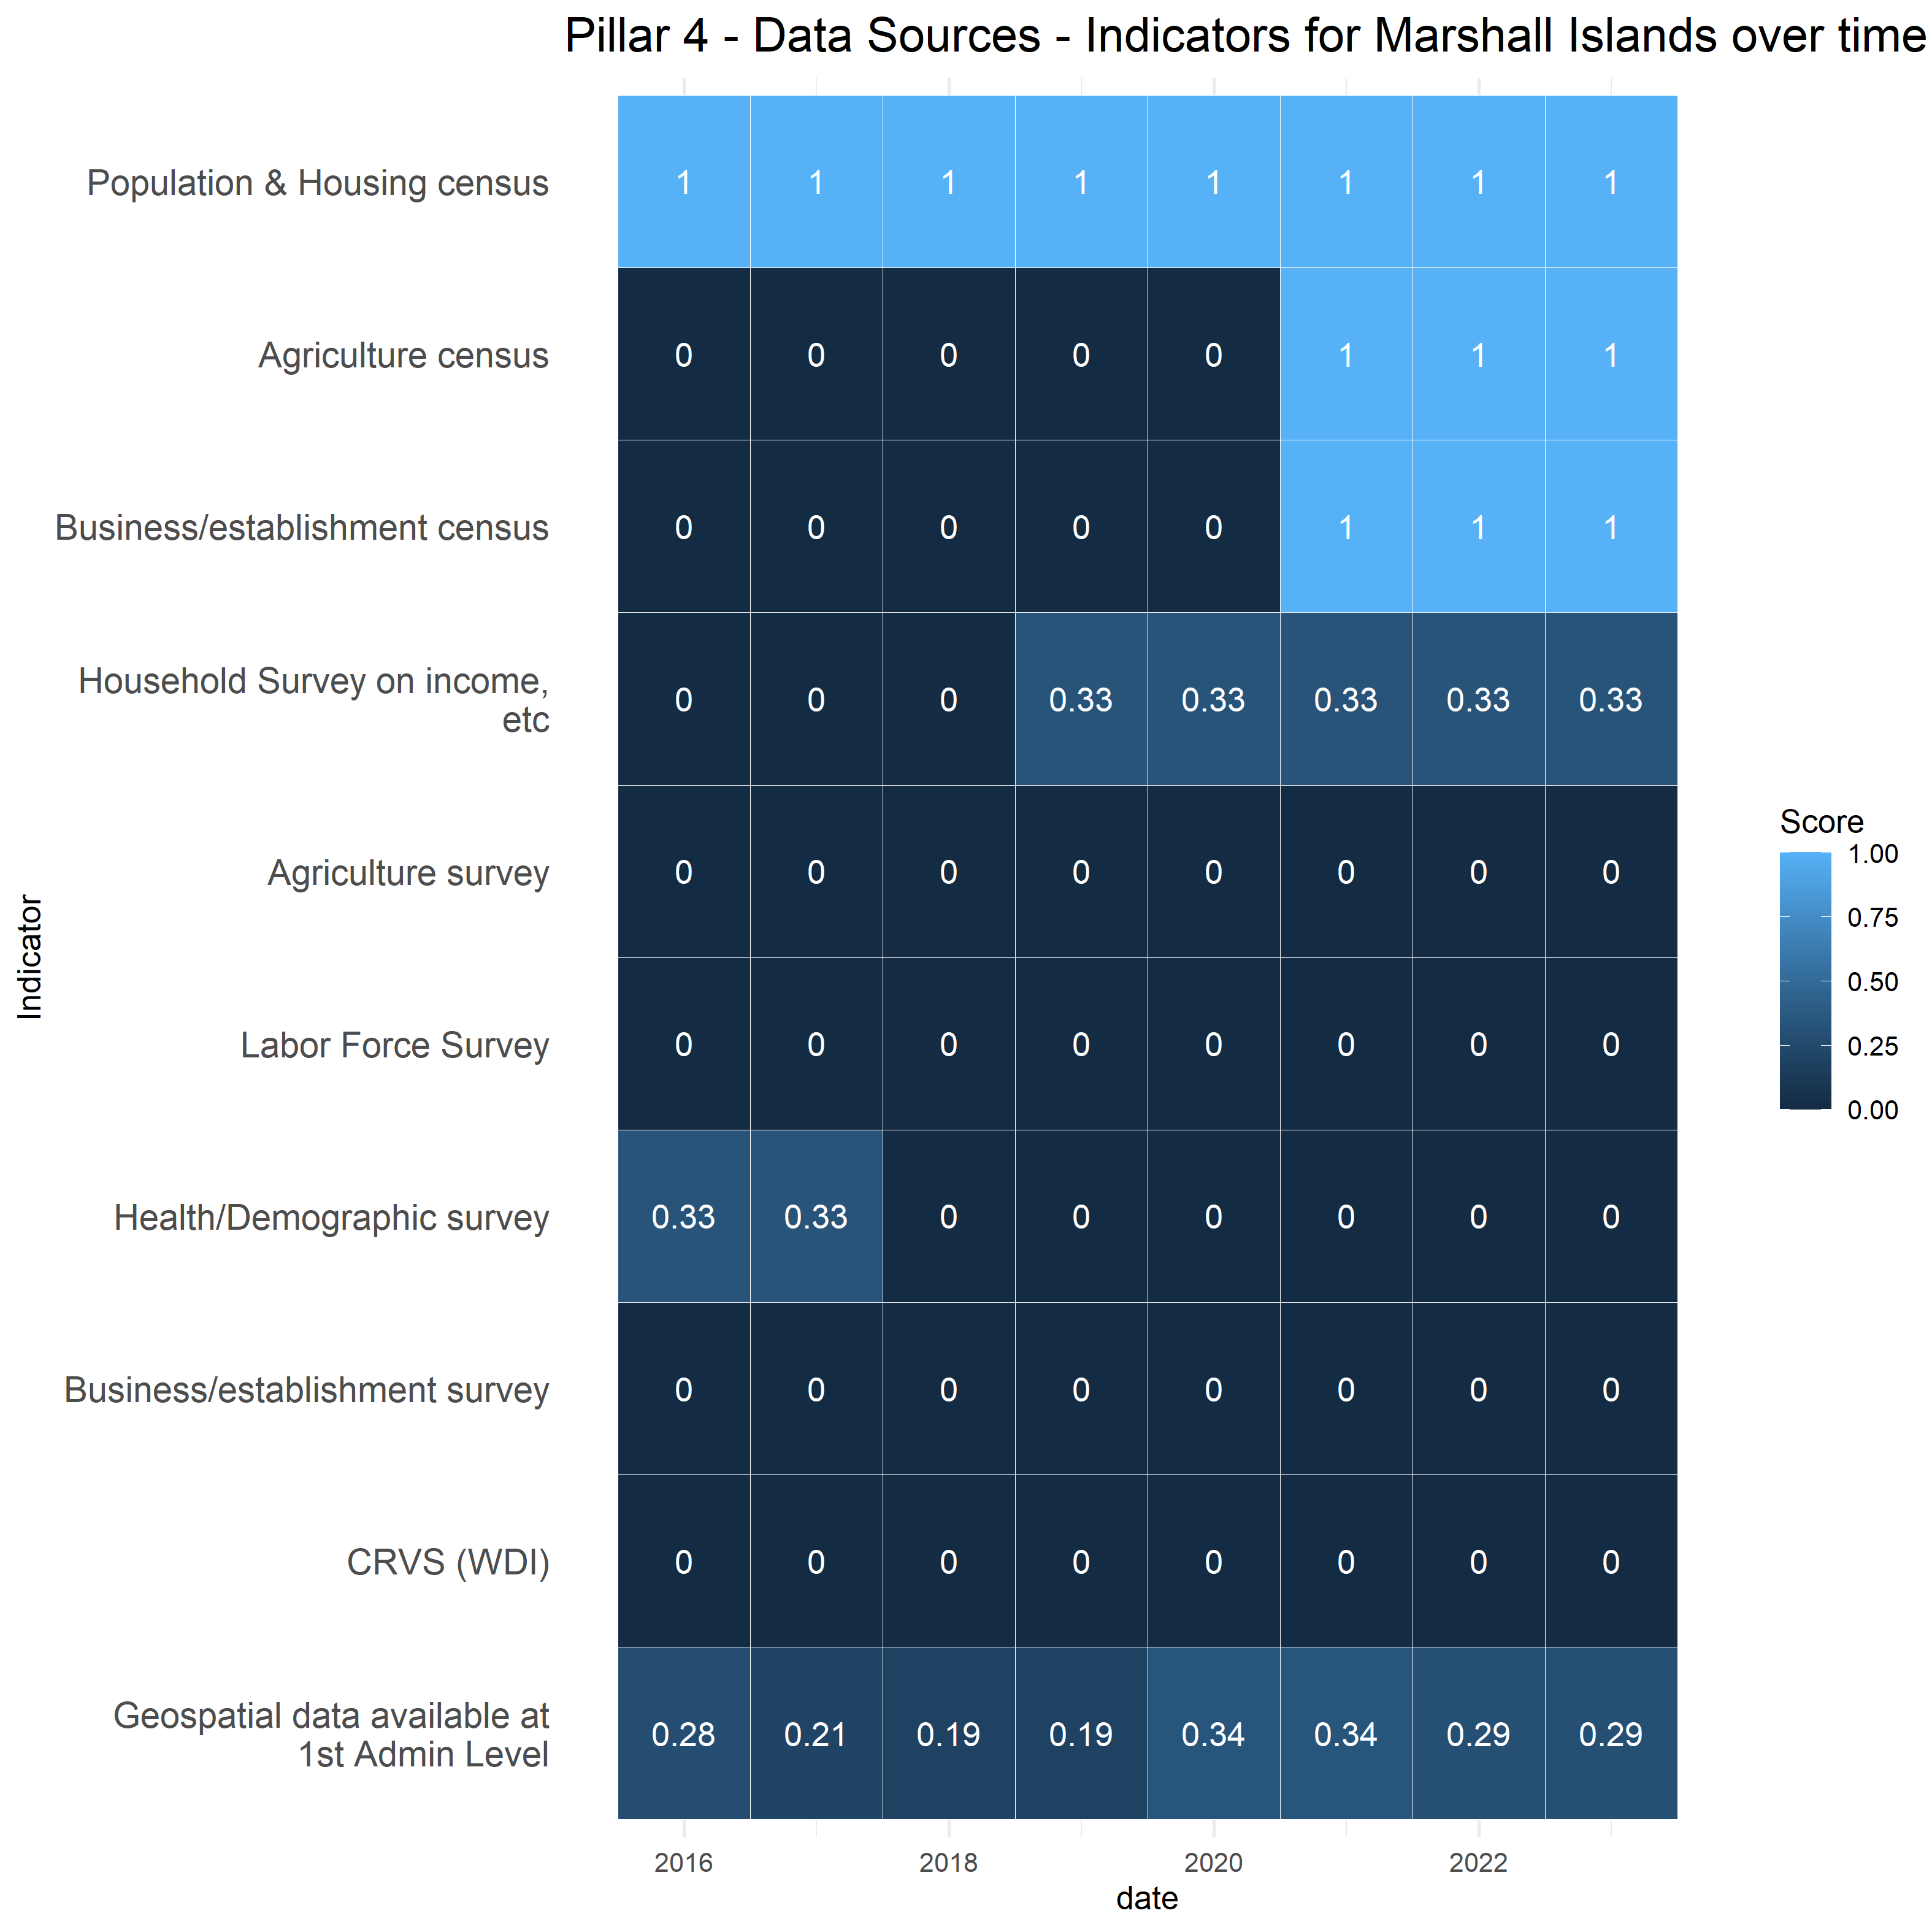 Pillar 4 - Data Sources - Indicators for Marshall Islands over time
Population & Housing census
1 1 1 1 1 1 1 1
Agriculture census
0 0 0 0 0 1 1 1
Business/establishment census
0 0 0 0 0 1 1 1
Household Survey on income,
etc
0 0 0 0.33 0.33 0.33 0.33 0.33
Agriculture survey
0 0 0 0 0 0 0 0
Labor Force Survey
0 0 0 0 0 0 0 0
Health/Demographic survey
0.33 0.33 0 0 0 0 0 0
Business/establishment survey
0 0 0 0 0 0 0 0
CRVS (WDI)
0 0 0 0 0 0 0 0
Geospatial data available at
1st Admin Level
0.28 0.21 0.19 0.19 0.34 0.34 0.29 0.29
2016 2018 2020 2022
date
Indicator
Score
1.00
0.75
0.50
0.25
0.00